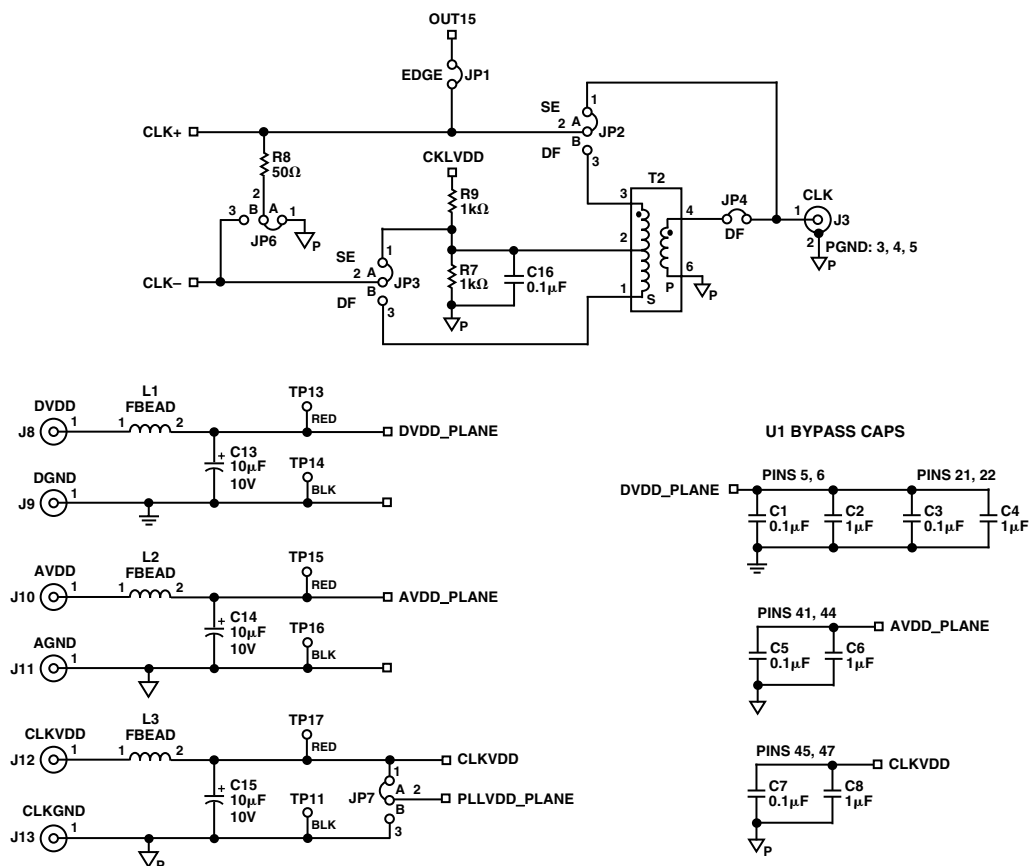 OUT15
EDGE JP1
SE 1
CLK+ 2 A JP2
B
DF 3
R8
50Ω
CKLVDD
R9
1kΩ
T2
3 4
JP4
DF
CLK
1 J3
2 PGND: 3, 4, 5
P
2
3 B A 1
JP6 P
SE 1
CLK– 2 A JP3
B
DF 3
R7
1kΩ
P
C16
0.1μF
2
1 S P 6
P
DVDD
J8 1
L1
FBEAD
1 2
TP13
RED
DVDD_PLANE
+ C13
10μF
10V
DGND
J9 1
TP14
BLK
AVDD
J10 1
L2
FBEAD
1 2
TP15
RED
AVDD_PLANE
+ C14
10μF
10V
AGND
J11 1
TP16
BLK
CLKVDD
J12 1
L3
FBEAD
1 2
TP17
RED
CLKVDD
+ C15
10μF
10V
1
JP7 A 2 PLLVDD_PLANE
B
3
CLKGND
J13 1
TP11
BLK
P
U1 BYPASS CAPS
PINS 5, 6 PINS 21, 22
DVDD_PLANE
C1 C2 C3 C4
0.1μF 1μF 0.1μF 1μF
PINS 41, 44
AVDD_PLANE
C5 C6
0.1μF 1μF
PINS 45, 47
CLKVDD
C7 C8
0.1μF 1μF
P